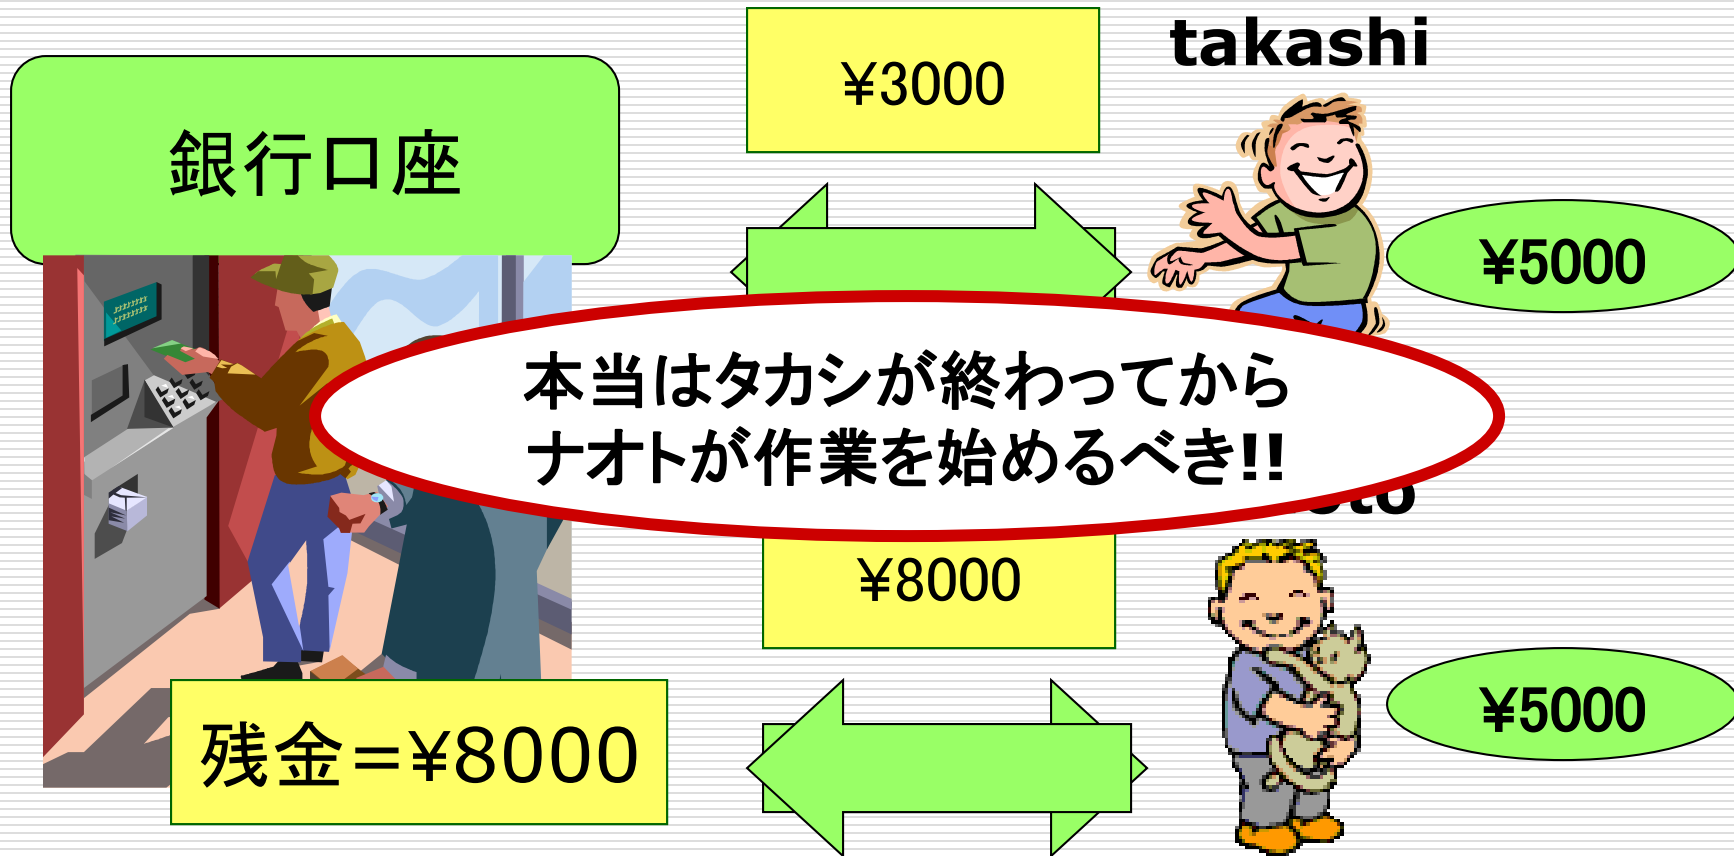 takashi
¥3000
銀行口座
¥5000
本当はタカシが終わってから
ナオトが作業を始めるべき!!
¥8000
¥5000
残金=¥8000